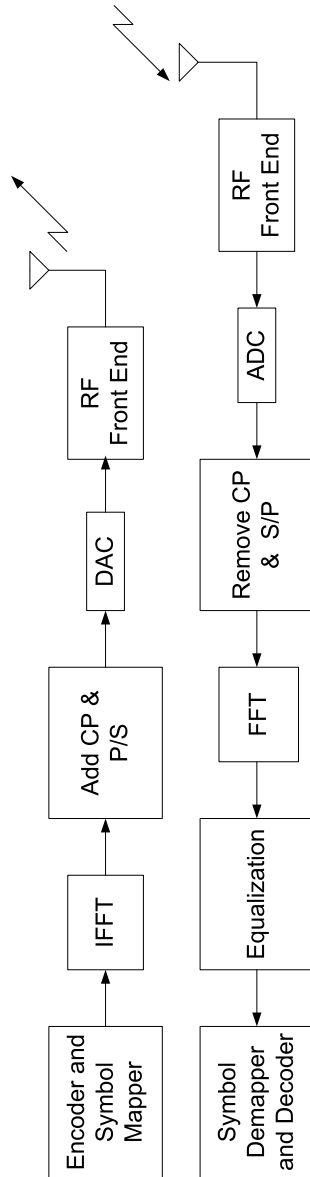 Encoder and
Symbol
Mapper
IFFT
Add CP &
P/S
DAC
RF
Front End
RF
Front End
ADC
Remove CP
& S/P
FFT
Equalization
Symbol
Demapper
and Decoder